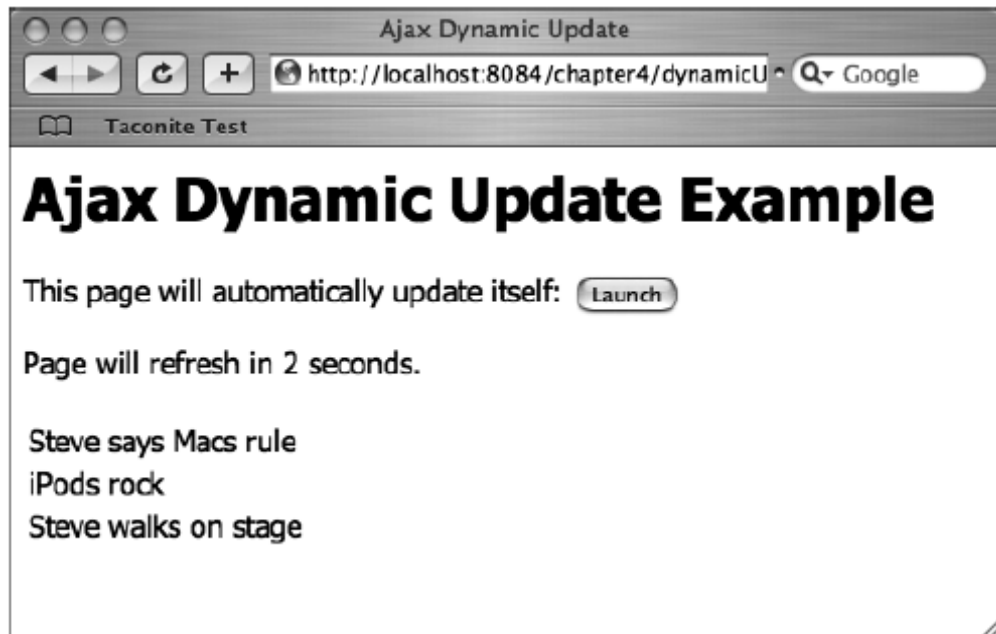 Ajax Dynamic Update
http://localhost:8084/chapter4/dynamicU
Google
Taconite Test
Ajax Dynamic Update Example
This page will automatically update itself: Launch
Page will refresh in 2 seconds.
Steve says Macs rule
iPods rock
Steve walks on stage